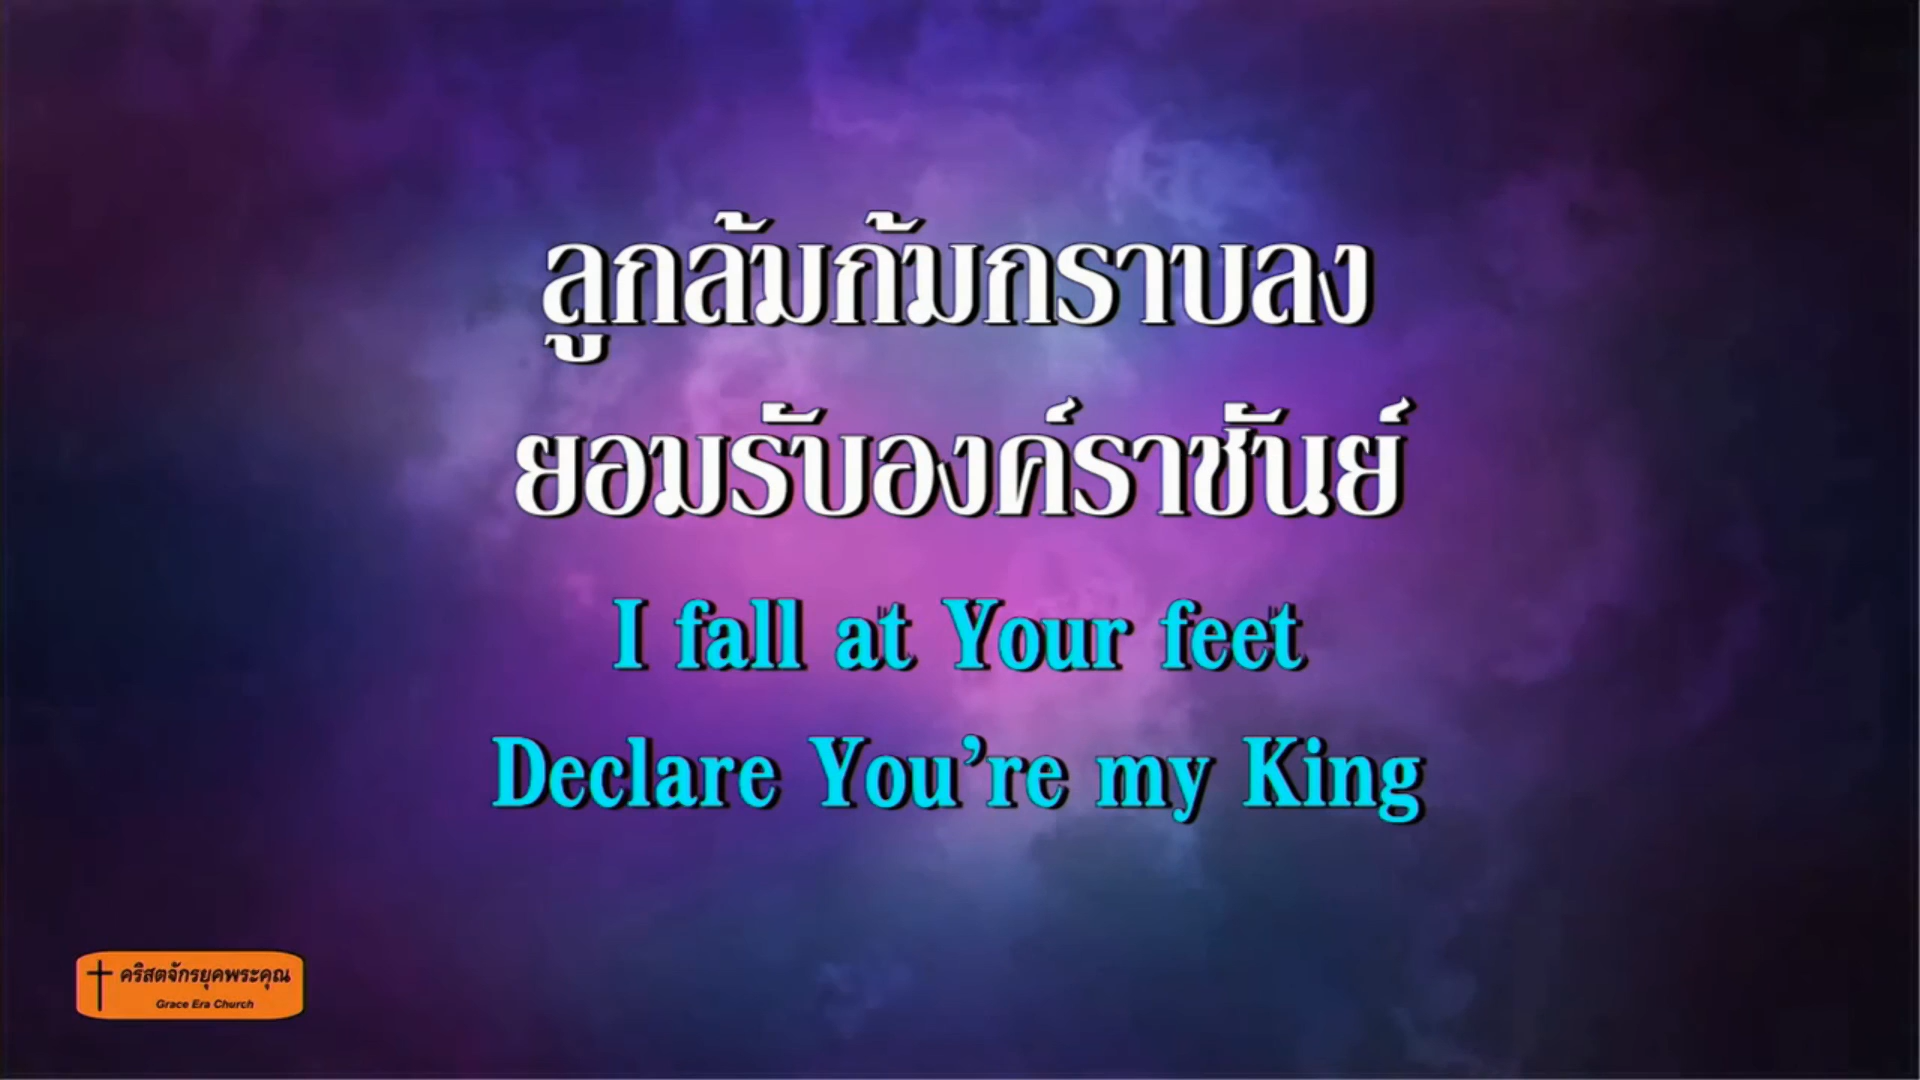 ลูกล้มก้มกราบลง
ยอมรับองค์ราชันย์
I fall at Your feet
Declare You’re my King
คริสตจักรยุคพระคุณ
Grace Era Church